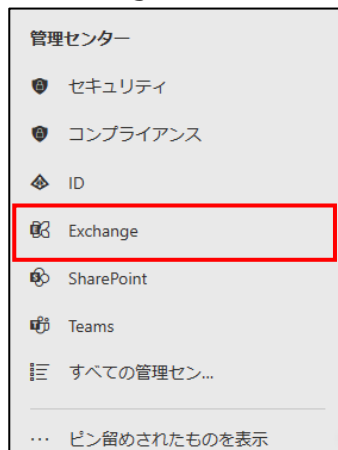 管理センター
セキュリティ
コンプライアンス
ID
Exchange
SharePoint
Teams
すべての管理セン...
ピン留めされたものを表示